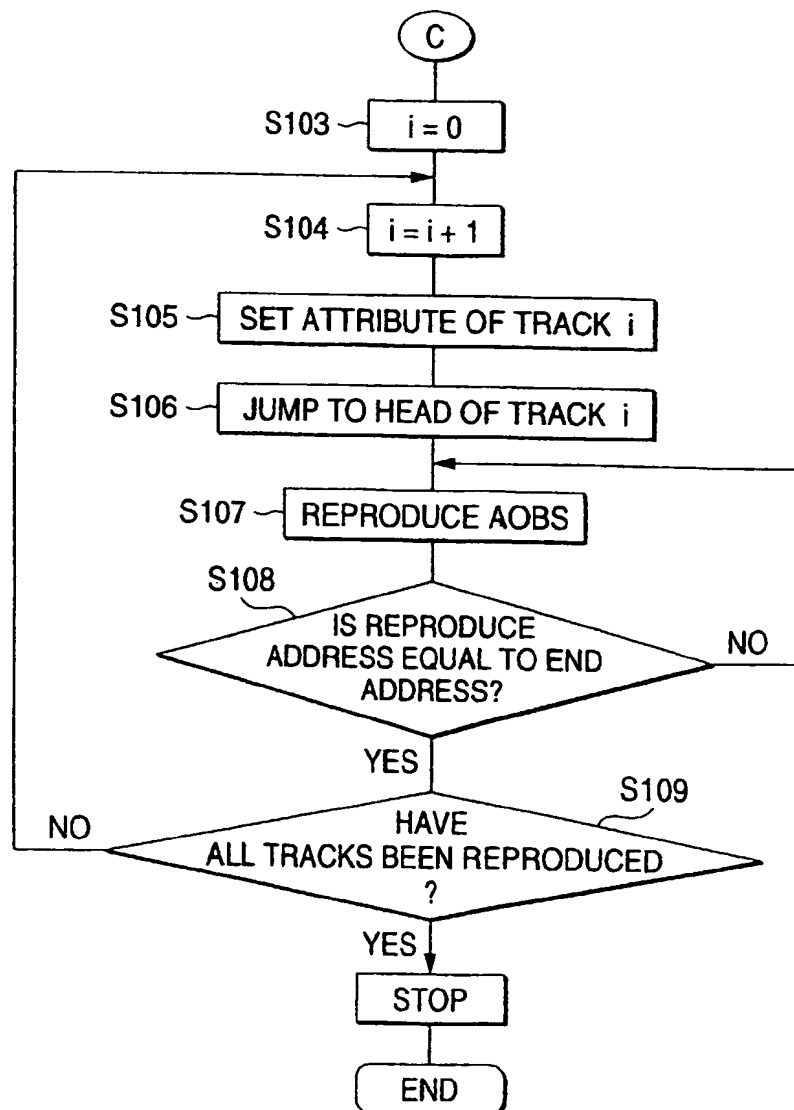 C
S103
i = 0
S104
i = i + 1
S105
SET ATTRIBUTE OF TRACK i
S106
JUMP TO HEAD OF TRACK i
S107
REPRODUCE AOBS
S108
IS REPRODUCE
ADDRESS EQUAL TO END
ADDRESS?
NO
YES
S109
HAVE
ALL TRACKS BEEN REPRODUCED
?
NO
YES
STOP
END